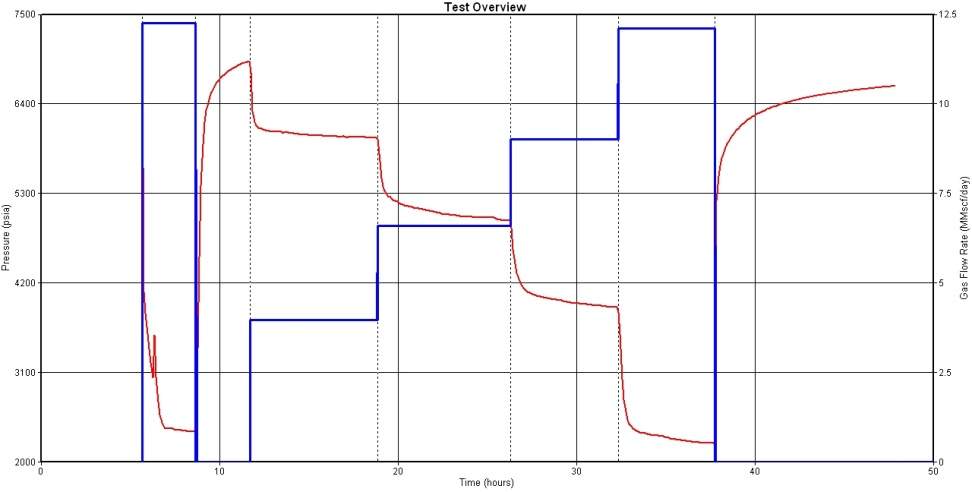 Test Overview
7500
6400
5300
4200
3100
2000
Pressure (psia)
12.5
10
7.5
5
2.5
0
Gas Flow Rate (MMscf/day)
0 10 20 30 40 50
Time (hours)